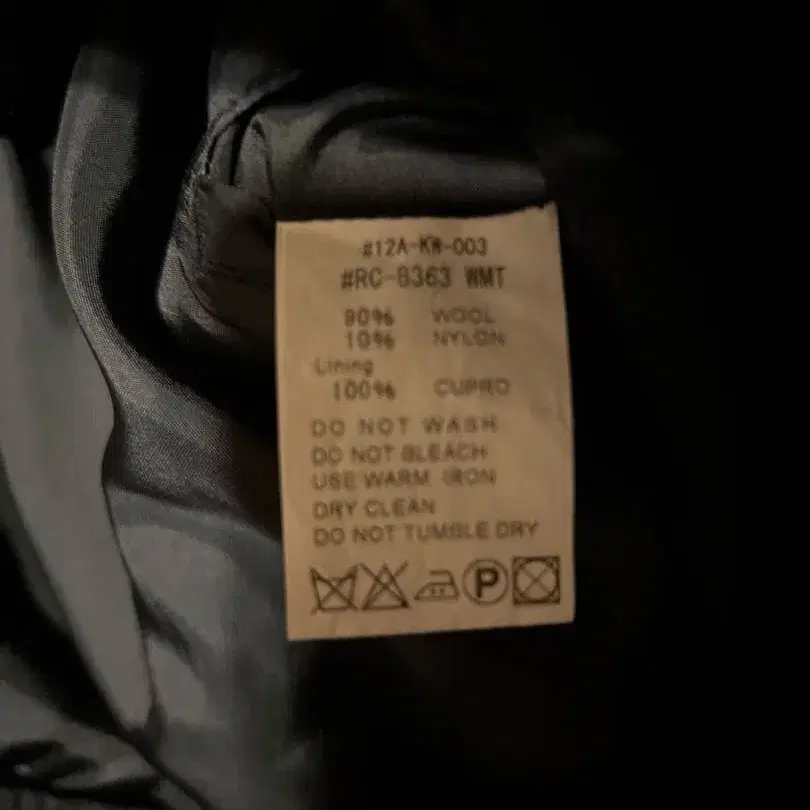 #12A-KW-003
#RC-8363 WMT
90% WOOL
10% NYLON
Lining
100% CUPRO
DO NOT WASH
DO NOT BLEACH
USE WARM IRON
DRY CLEAN
DO NOT TUMBLE DRY
P